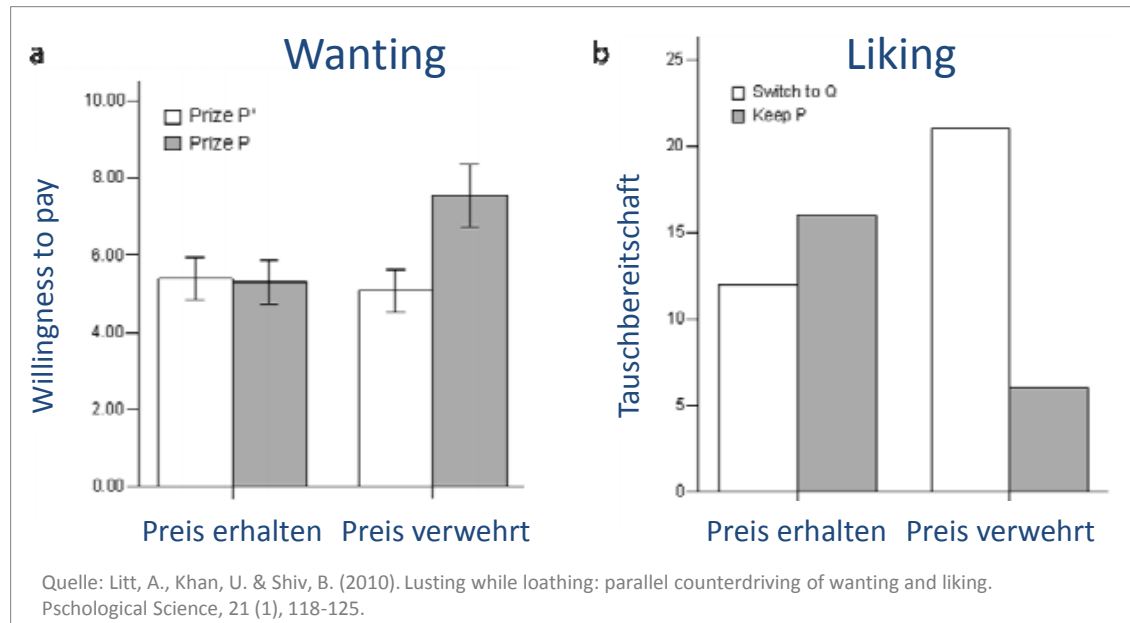 a
Wanting
10.00
8.00
6.00
4.00
2.00
0.00
Prize P'
Prize P
Willingness to pay
Preis erhalten
Preis verwehrt
b
Liking
25
20
15
10
5
0
Switch to Q
Keep P
Tauschbereitschaft
Preis erhalten
Preis verwehrt
Quelle: Litt, A., Khan, U. & Shiv, B. (2010). Lusting while loathing: parallel counterdriving of wanting and liking.
Pschological Science, 21 (1), 118-125.